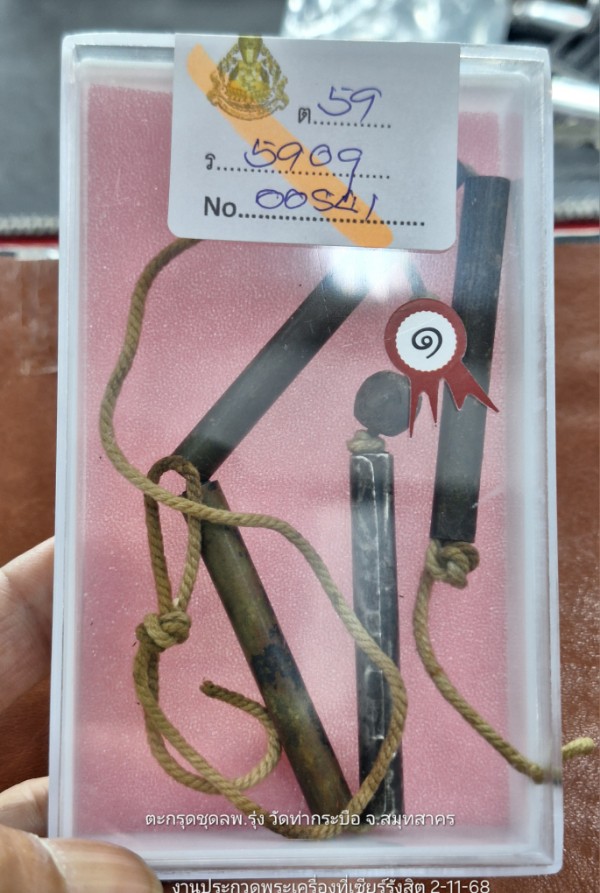 ต.....59.....
ร.....5909.....
No.....00521.....
๑
ตะกรุดชุดลพ.รุ่ง วัดท่ากระบือ จ.สมุทสาคร
งานประกวดพระเครื่องที่เซียร์รังสิต 2-11-68